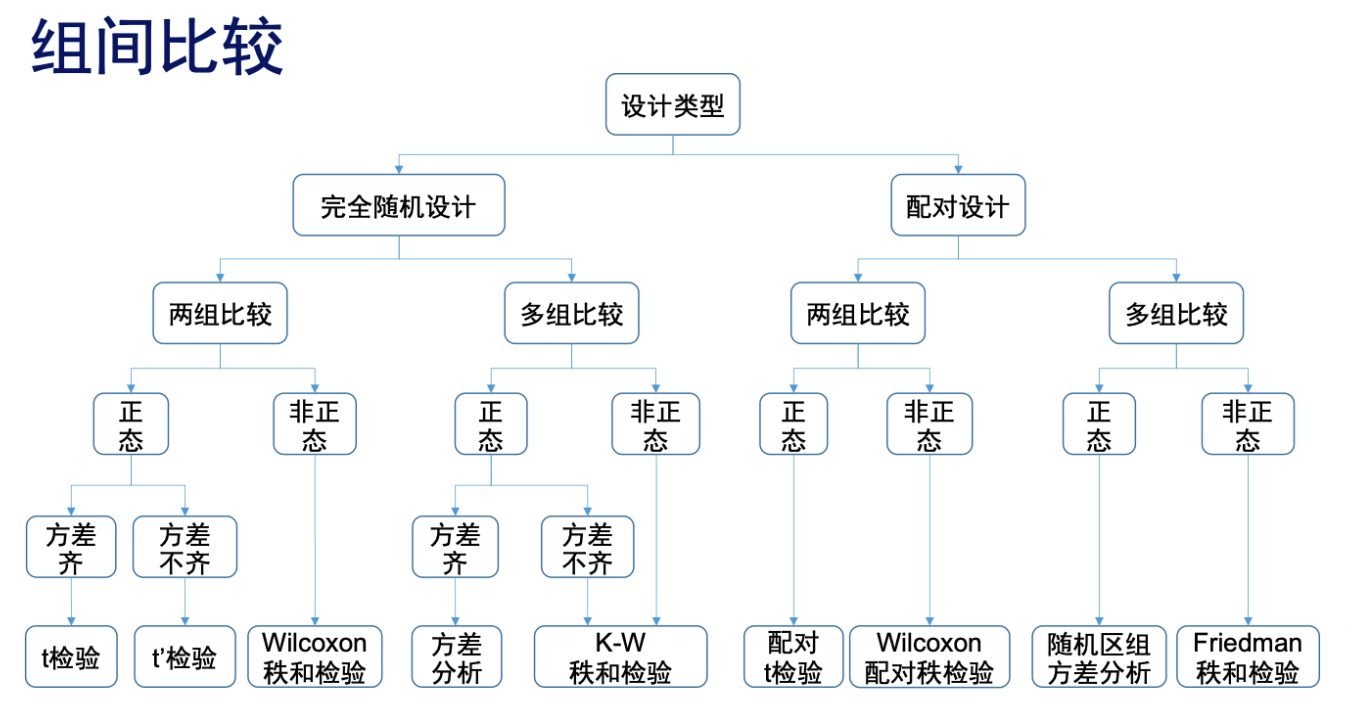 组间比较
设计类型
完全随机设计
配对设计
两组比较
多组比较
两组比较
多组比较
正
态
非正
态
正
态
非正
态
正
态
非正
态
正
态
非正
态
方差
齐
方差
不齐
方差
齐
方差
不齐
t检验
t’检验
Wilcoxon
秩和检验
方差
分析
K-W
秩和检验
配对
t检验
Wilcoxon
配对秩检验
随机区组
方差分析
Friedman
秩和检验